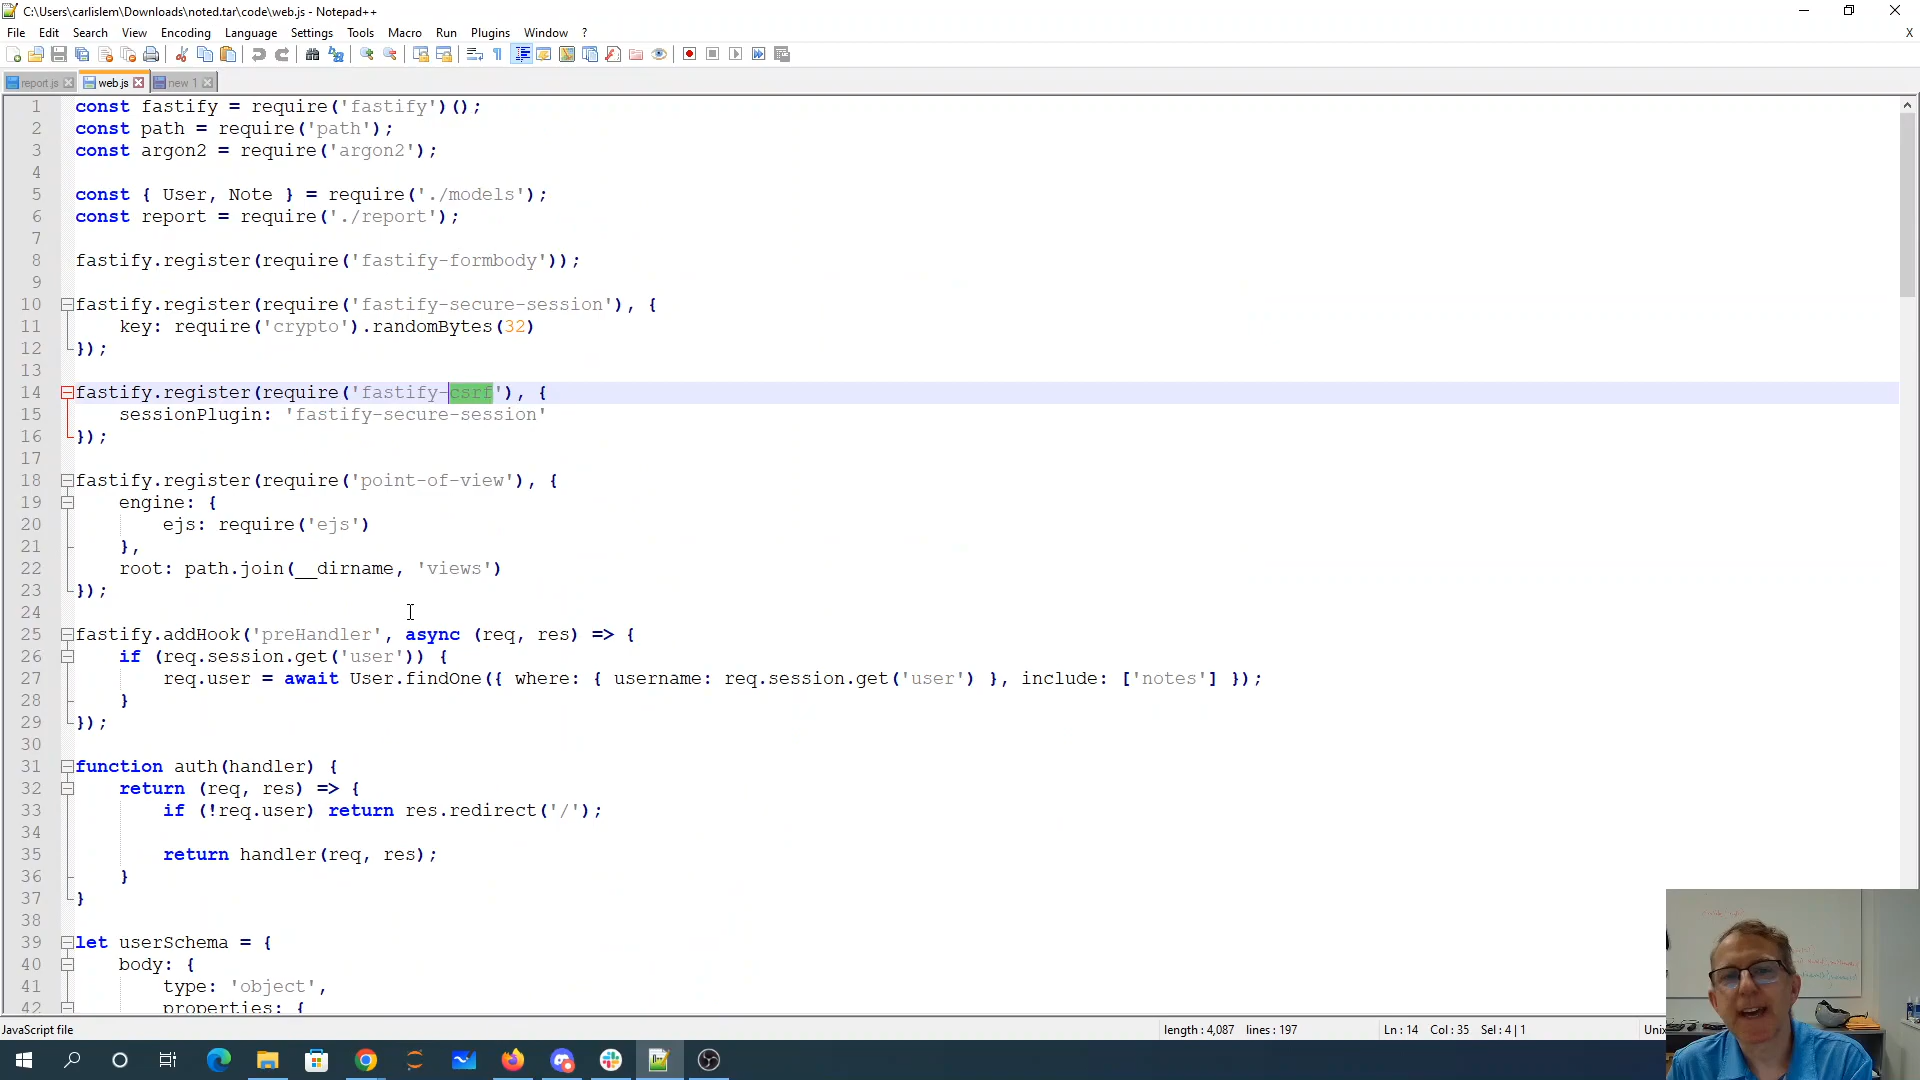 C:\Users\carlislem\Downloads\noted.tar\code\web.js - Notepad++
File Edit Search View Encoding Language Settings Tools Macro Run Plugins Window ? X
report.js web.js new 1
1 const fastify = require('fastify')();
2 const path = require('path');
3 const argon2 = require('argon2');
4
5 const { User, Note } = require('./models');
6 const report = require('./report');
7
8 fastify.register(require('fastify-formbody'));
9
10 fastify.register(require('fastify-secure-session'), {
11 key: require('crypto').randomBytes(32)
12 });
13
14 fastify.register(require('fastify-csrf'), {
15 sessionPlugin: 'fastify-secure-session'
16 });
17
18 fastify.register(require('point-of-view'), {
19 engine: {
20 ejs: require('ejs')
21 },
22 root: path.join(__dirname, 'views')
23 });
24
25 fastify.addHook('preHandler', async (req, res) => {
26 if (req.session.get('user')) {
27 req.user = await User.findOne({ where: { username: req.session.get('user') }, include: ['notes'] });
28 }
29 });
30
31 function auth(handler) {
32 return (req, res) => {
33 if (!req.user) return res.redirect('/');
34
35 return handler(req, res);
36 }
37 }
38
39 let userSchema = {
40 body: {
41 type: 'object',
42 properties: {
JavaScript file length : 4,087 lines : 197 Ln : 14 Col : 35 Sel : 4 | 1 Unix